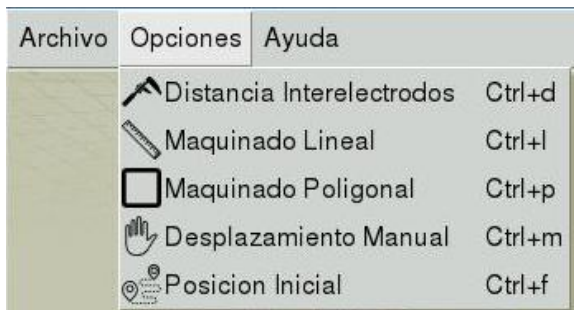 Archivo Opciones Ayuda
Distancia Interelectrodos Ctrl+d
Maquinado Lineal Ctrl+l
Maquinado Poligonal Ctrl+p
Desplazamiento Manual Ctrl+m
Posicion Inicial Ctrl+f